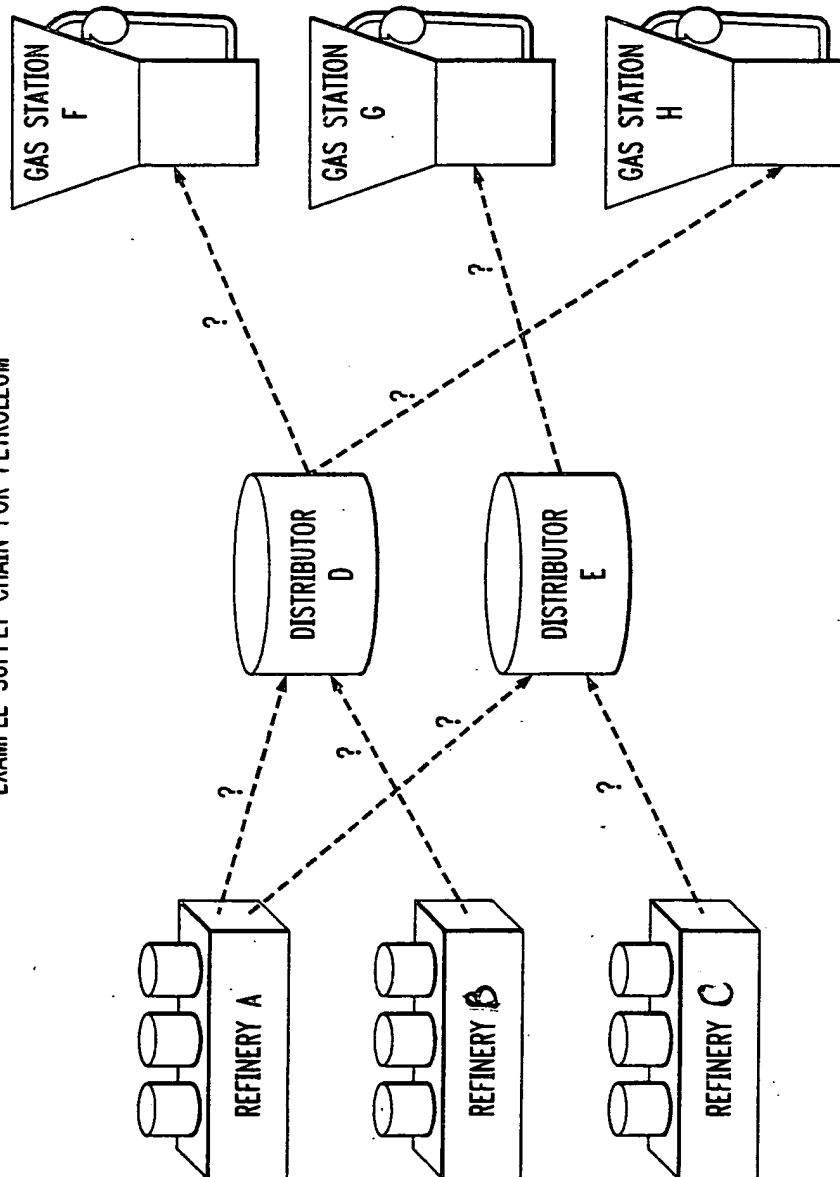 EXAMPLE SUPPLY CHAIN FOR PETROLEUM
REFINERY A
REFINERY B
REFINERY C
?
?
?
?
DISTRIBUTOR
D
DISTRIBUTOR
E
?
?
?
GAS STATION
F
GAS STATION
G
GAS STATION
H